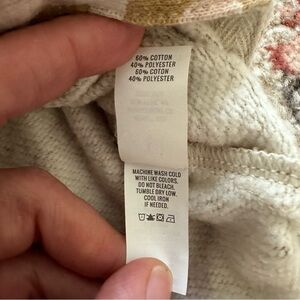 60% COTTON
40% POLYESTER
60% COTON
40% POLYESTER
MACHINE WASH COLD
WITH LIKE COLORS.
DO NOT BLEACH.
TUMBLE DRY LOW.
COOL IRON
IF NEEDED.